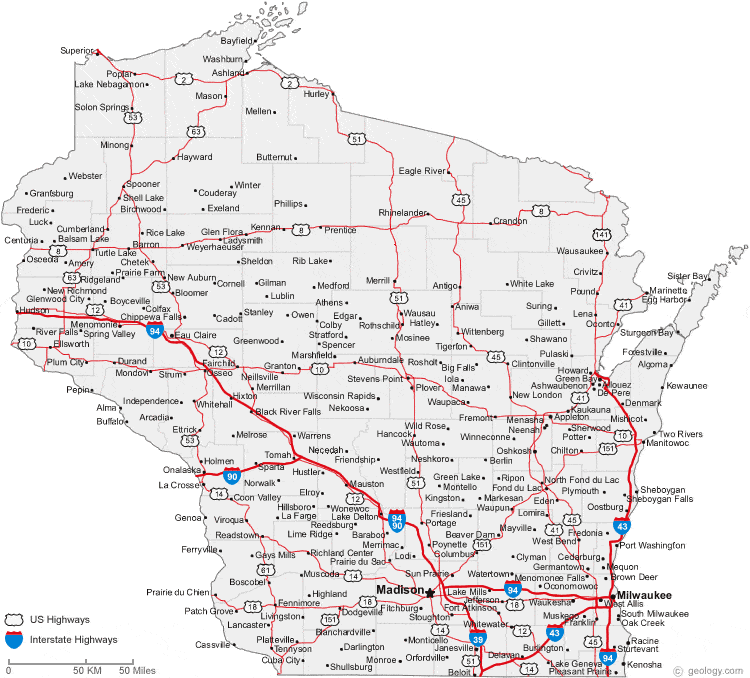 Bayfield
Superior
Washburn
Poplar
2
Ashland
Lake Nebagamon
2
Hurley
Mason
Solon Springs
Mellen
53
63
51
Minong
Hayward
Butternut
Eagle River
Webster
Spooner
Winter
Grantsburg
Couderay
45
Shell Lake
Phillips
Frederic
Birchwood
Exeland
Rhinelander
8
Luck
Crandon
Cumberland
Rice Lake
Glen Flora
Kennan
8
Prentice
141
Centuria
Balsam Lake
Barron
Ladysmith
8
Turtle Lake
Weyerhaeuser
Wausaukee
Osceola
Amery
Chetek
Sheldon
Rib Lake
Prairie Farm
Crivitz
Sister Bay
63
Ridgeland
New Auburn
Merrill
Antigo
White Lake
New Richmond
53
Cornell
Gilman
Medford
Pound
Marinette
Glenwood City
Boyceville
Bloomer
Lublin
51
41
Egg Harbor
Hudson
12
Colfax
Athens
Aniwa
Suring
Lena
Chippewa Falls
Cadott
Stanley
Owen
Edgar
Wausau
Gillett
Oconto
Menomonie
94
Colby
Rothschild
Hatley
River Falls
Spring Valley
Eau Claire
Stratford
Wittenberg
Sturgeon Bay
10
Ellsworth
Greenwood
Spencer
Mosinee
Tigerton
Shawano
12
Marshfield
45
Pulaski
Forestville
Plum City
Durand
Fairchild
Granton
Auburndale
Rosholt
Clintonville
Algoma
Mondovi
Strum
Osseo
10
Big Falls
Howard
Neillsville
Stevens Point
Iola
Green Bay
Pepin
Merrillan
Plover
Manawa
Ashwaubenon
Allouez
Kewaunee
Hixton
Wisconsin Rapids
New London
De Pere
Independence
Whitehall
Waupaca
41
Denmark
Alma
Nekoosa
Kaukauna
Arcadia
Black River Falls
Fremont
Appleton
Mishicot
Buffalo
Wild Rose
Menasha
Sherwood
Ettrick
Hancock
Neenah
10
Two Rivers
53
Melrose
Warrens
Winneconne
Potter
Manitowoc
Wautoma
Necedah
Oshkosh
Chilton
151
Holmen
Tomah
Friendship
Neshkoro
Berlin
Onalaska
Sparta
Hustler
Westfield
90
Green Lake
Ripon
North Fond du Lac
La Crosse
Norwalk
Mauston
51
Montello
Fond du Lac
Plymouth
Sheboygan
14
Elroy
12
Kingston
Markesan
Eden
Sheboygan Falls
Coon Valley
Hillsboro
Wonewoc
Waupun
41
Oostburg
Genoa
La Farge
Lake Delton
94
90
Friesland
Lomira
45
43
Viroqua
Reedsburg
Portage
Mayville
Fredonia
Readstown
Lime Ridge
Baraboo
Beaver Dam
West Bend
Merrimac
Poynette
151
Port Washington
Ferryville
Gays Mills
Richland Center
Columbus
Lodi
Clyman
Cedarburg
61
Prairie du Sac
Germantown
Mequon
Boscobel
Muscoda
14
Sun Prairie
Watertown
Menomonee Falls
Brown Deer
Prairie du Chien
Highland
Madison
Lake Mills
94
Oconomowoc
Milwaukee
18
Fennimore
18
Fitchburg
Jefferson
18
Waukesha
West Allis
Patch Grove
Livingston
151
Dodgeville
Stoughton
Fort Atkinson
Muskego
South Milwaukee
Lancaster
Blanchardville
14
Whitewater
12
43
Franklin
Oak Creek
Platteville
Monticello
39
45
Racine
Cassville
Tennyson
Darlington
Janesville
Burlington
Sturtevant
Cuba City
Monroe
Orfordville
Delavan
94
Shullsburg
Beloit
14
Lake Geneva
Kenosha
Pleasant Prairie
US Highways
Interstate Highways
0
50 KM
50 Miles
© geology.com